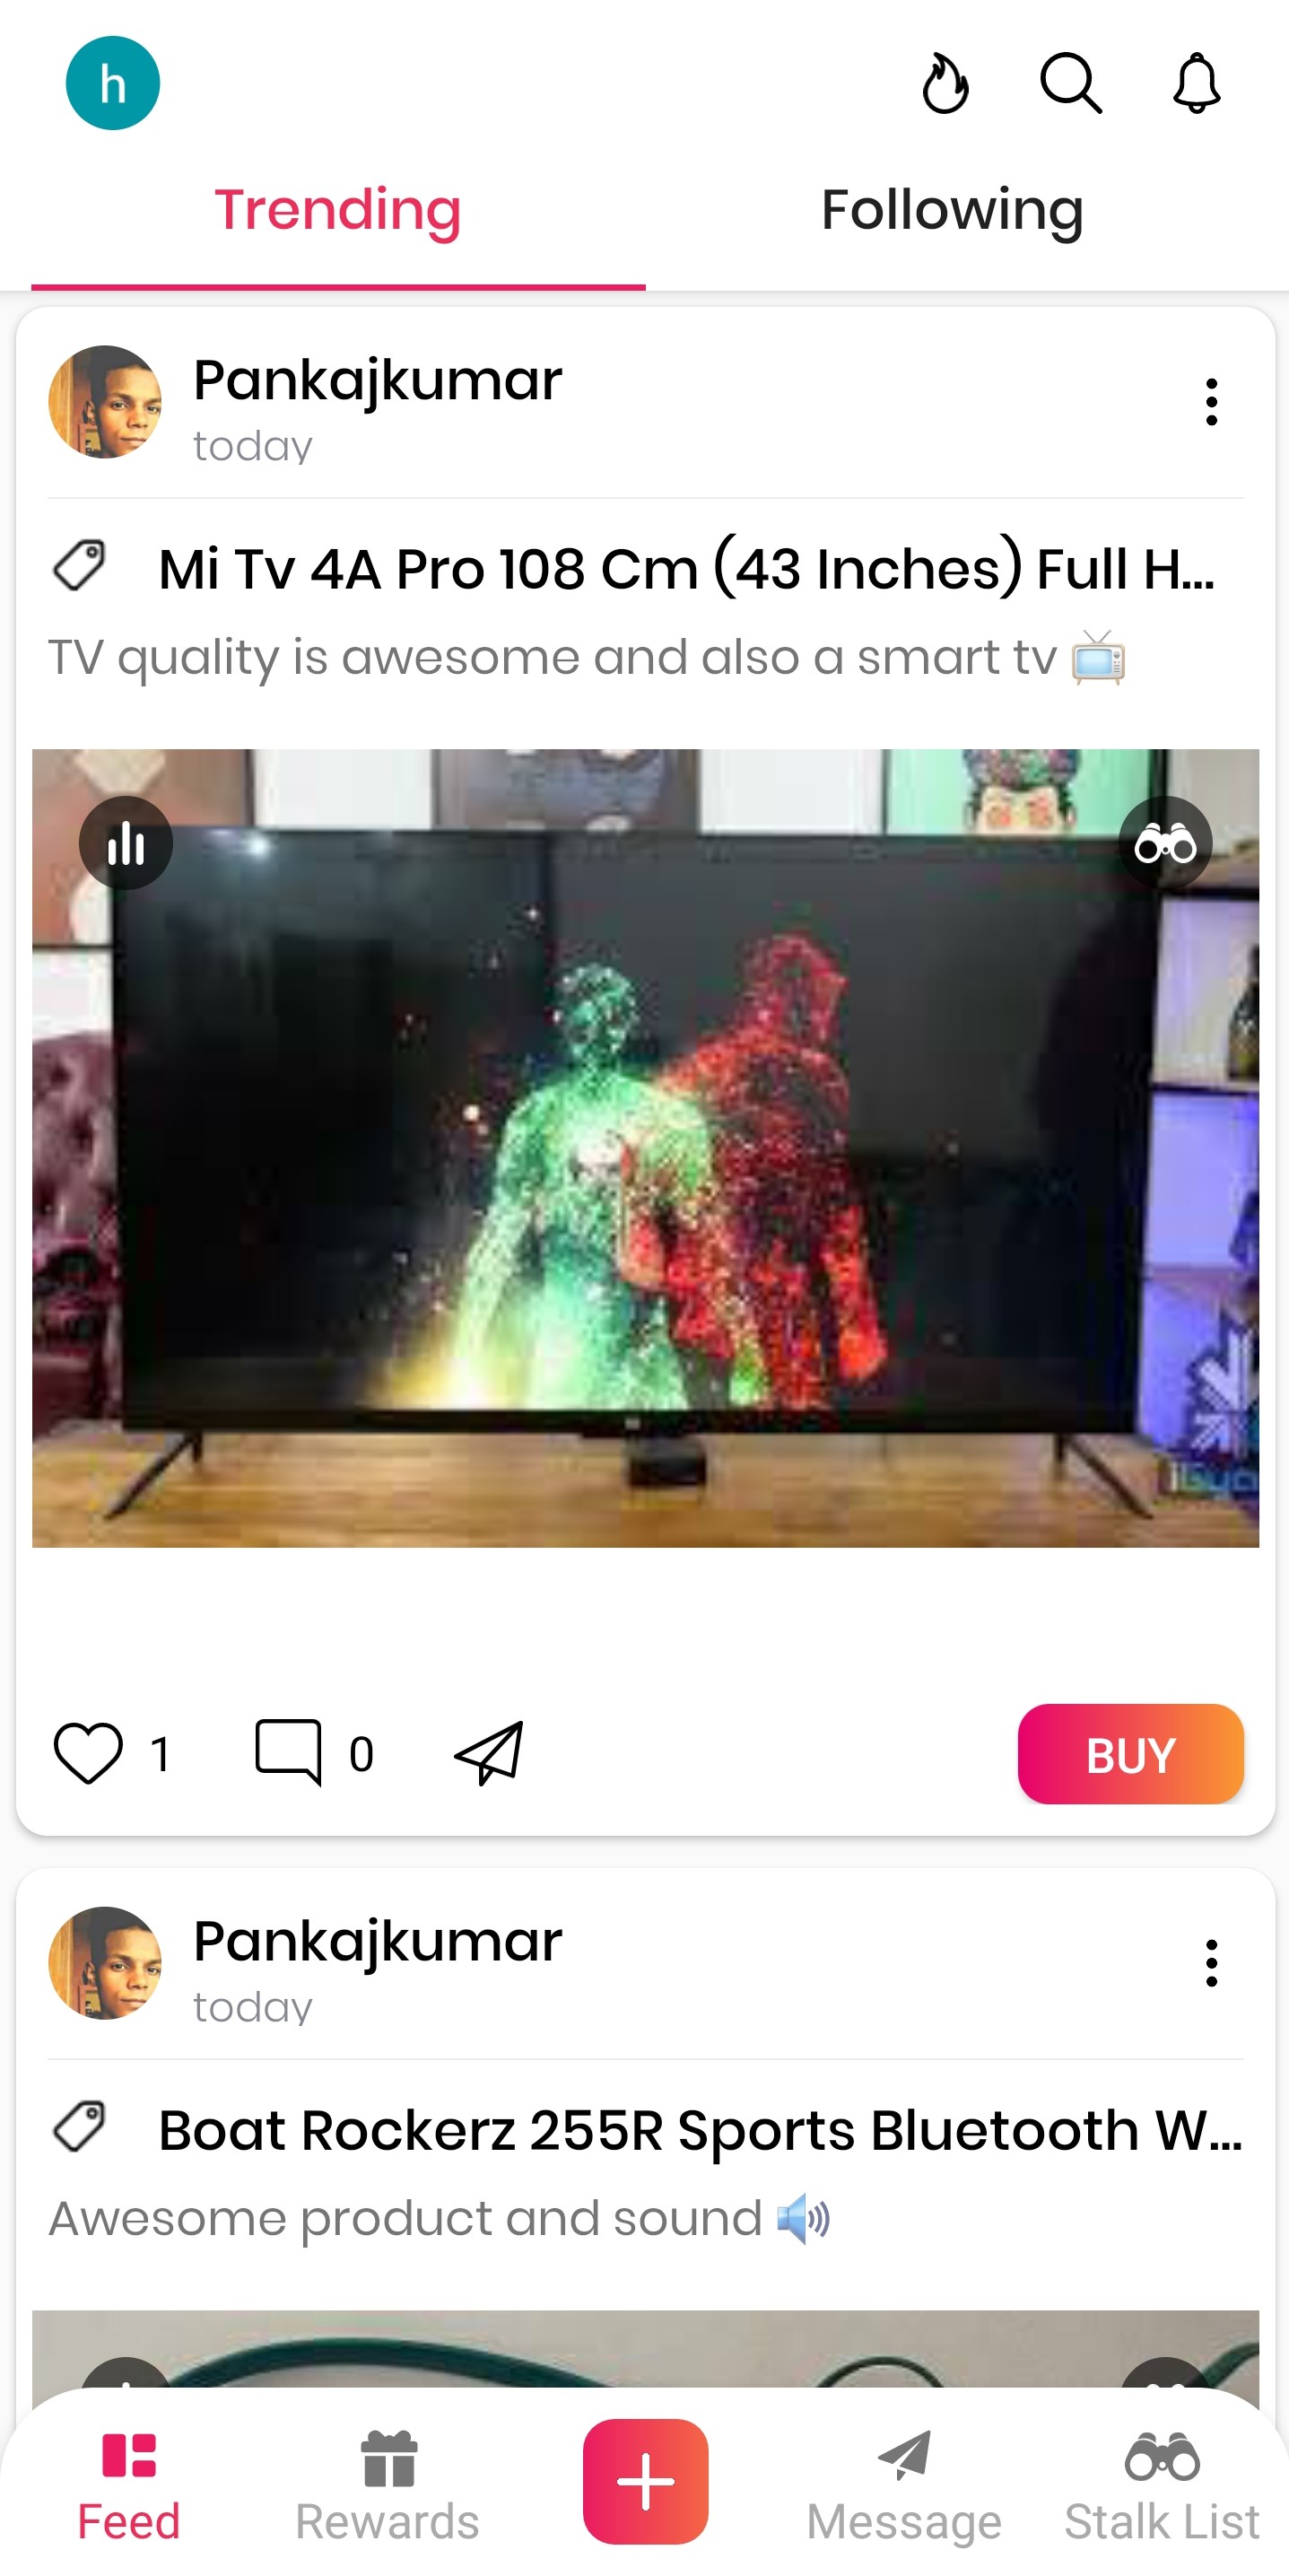 h
Trending Following
Pankajkumar
today
Mi Tv 4A Pro 108 Cm (43 Inches) Full H...
TV quality is awesome and also a smart tv 📺
1 0 BUY
Pankajkumar
today
Boat Rockerz 255R Sports Bluetooth W...
Awesome product and sound 🔊
Feed Rewards Message Stalk List